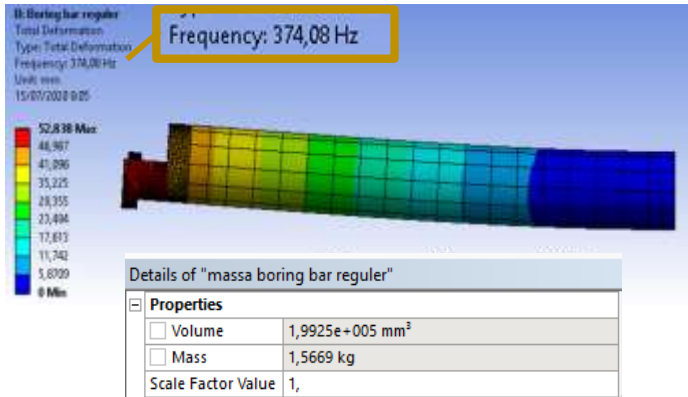 B: Boring bar reguler
Total Deformation
Type: Total Deformation
Frequency: 374,08 Hz
Unit: mm
15/07/2020 9:05
Frequency: 374,08 Hz
52,838 Max
46,967
41,096
35,225
29,355
23,484
17,613
11,742
5,8709
0 Min
Details of "massa boring bar reguler"
Properties
Volume 1,9925e+005 mm³
Mass 1,5669 kg
Scale Factor Value 1,